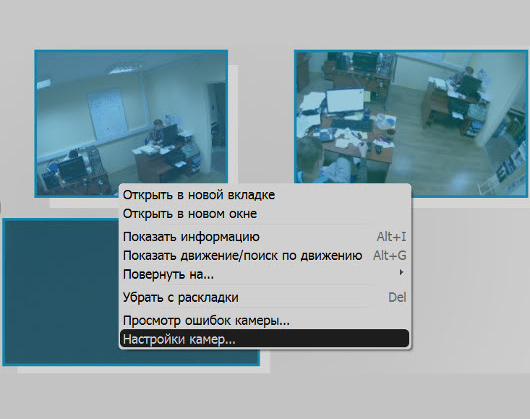 Открыть в новой вкладке
Открыть в новом окне
Показать информацию Alt+I
Показать движение/поиск по движению Alt+G
Повернуть на...
Убрать с раскладки Del
Просмотр ошибок камеры...
Настройки камер...